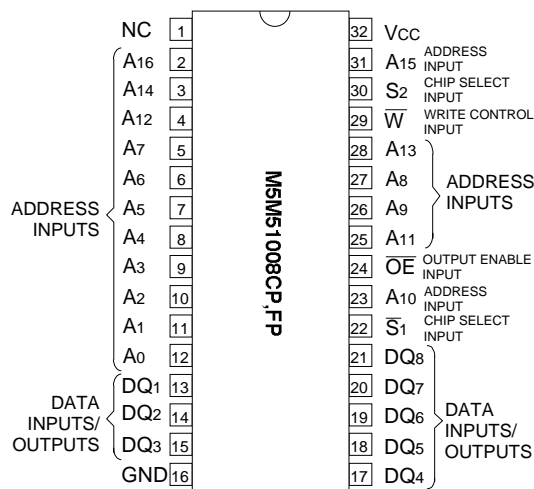 NC 1
A16 2
A14 3
A12 4
A7 5
A6 6
A5 7
A4 8
A3 9
A2 10
A1 11
A0 12
DQ1 13
DQ2 14
DQ3 15
GND 16
ADDRESS
INPUTS
DATA
INPUTS/
OUTPUTS
M5M51008CP,FP
32 VCC
31 A15 ADDRESS
INPUT
30 S2 CHIP SELECT
INPUT
29 W̅ WRITE CONTROL
INPUT
28 A13
27 A8
26 A9
25 A11
ADDRESS
INPUTS
24 O̅E̅ OUTPUT ENABLE
INPUT
23 A10 ADDRESS
INPUT
22 S̅1 CHIP SELECT
INPUT
21 DQ8
20 DQ7
19 DQ6
18 DQ5
17 DQ4
DATA
INPUTS/
OUTPUTS